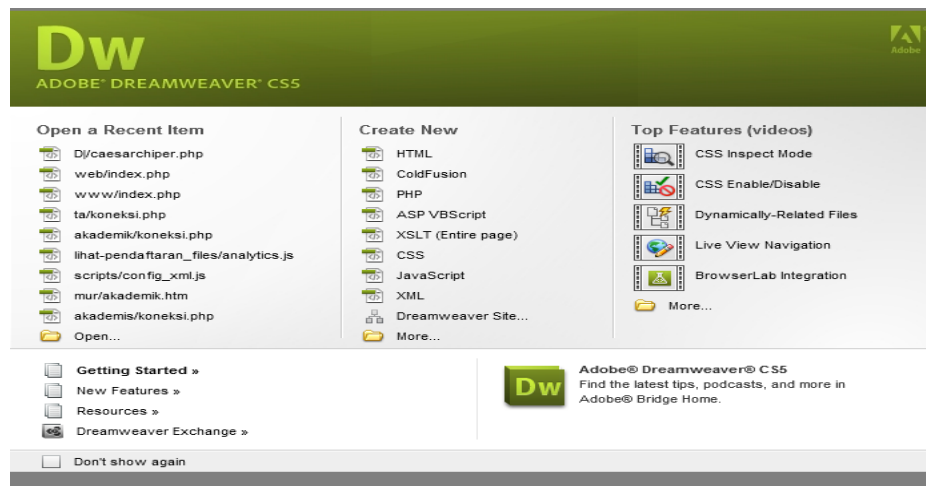 Dw
ADOBE® DREAMWEAVER® CS5
Adobe
Open a Recent Item
D|/caesarchiper.php
web/index.php
www/index.php
ta/koneksi.php
akademik/koneksi.php
lihat-pendaftaran_files/analytics.js
scripts/config_xml.js
mur/akademik.htm
akademis/koneksi.php
Open...
Create New
HTML
ColdFusion
PHP
ASP VBScript
XSLT (Entire page)
CSS
JavaScript
XML
Dreamweaver Site...
More...
Top Features (videos)
CSS Inspect Mode
CSS Enable/Disable
Dynamically-Related Files
Live View Navigation
BrowserLab Integration
More...
Getting Started »
New Features »
Resources »
Dreamweaver Exchange »
Dw
Adobe® Dreamweaver® CS5
Find the latest tips, podcasts, and more in
Adobe® Bridge Home.
Don't show again